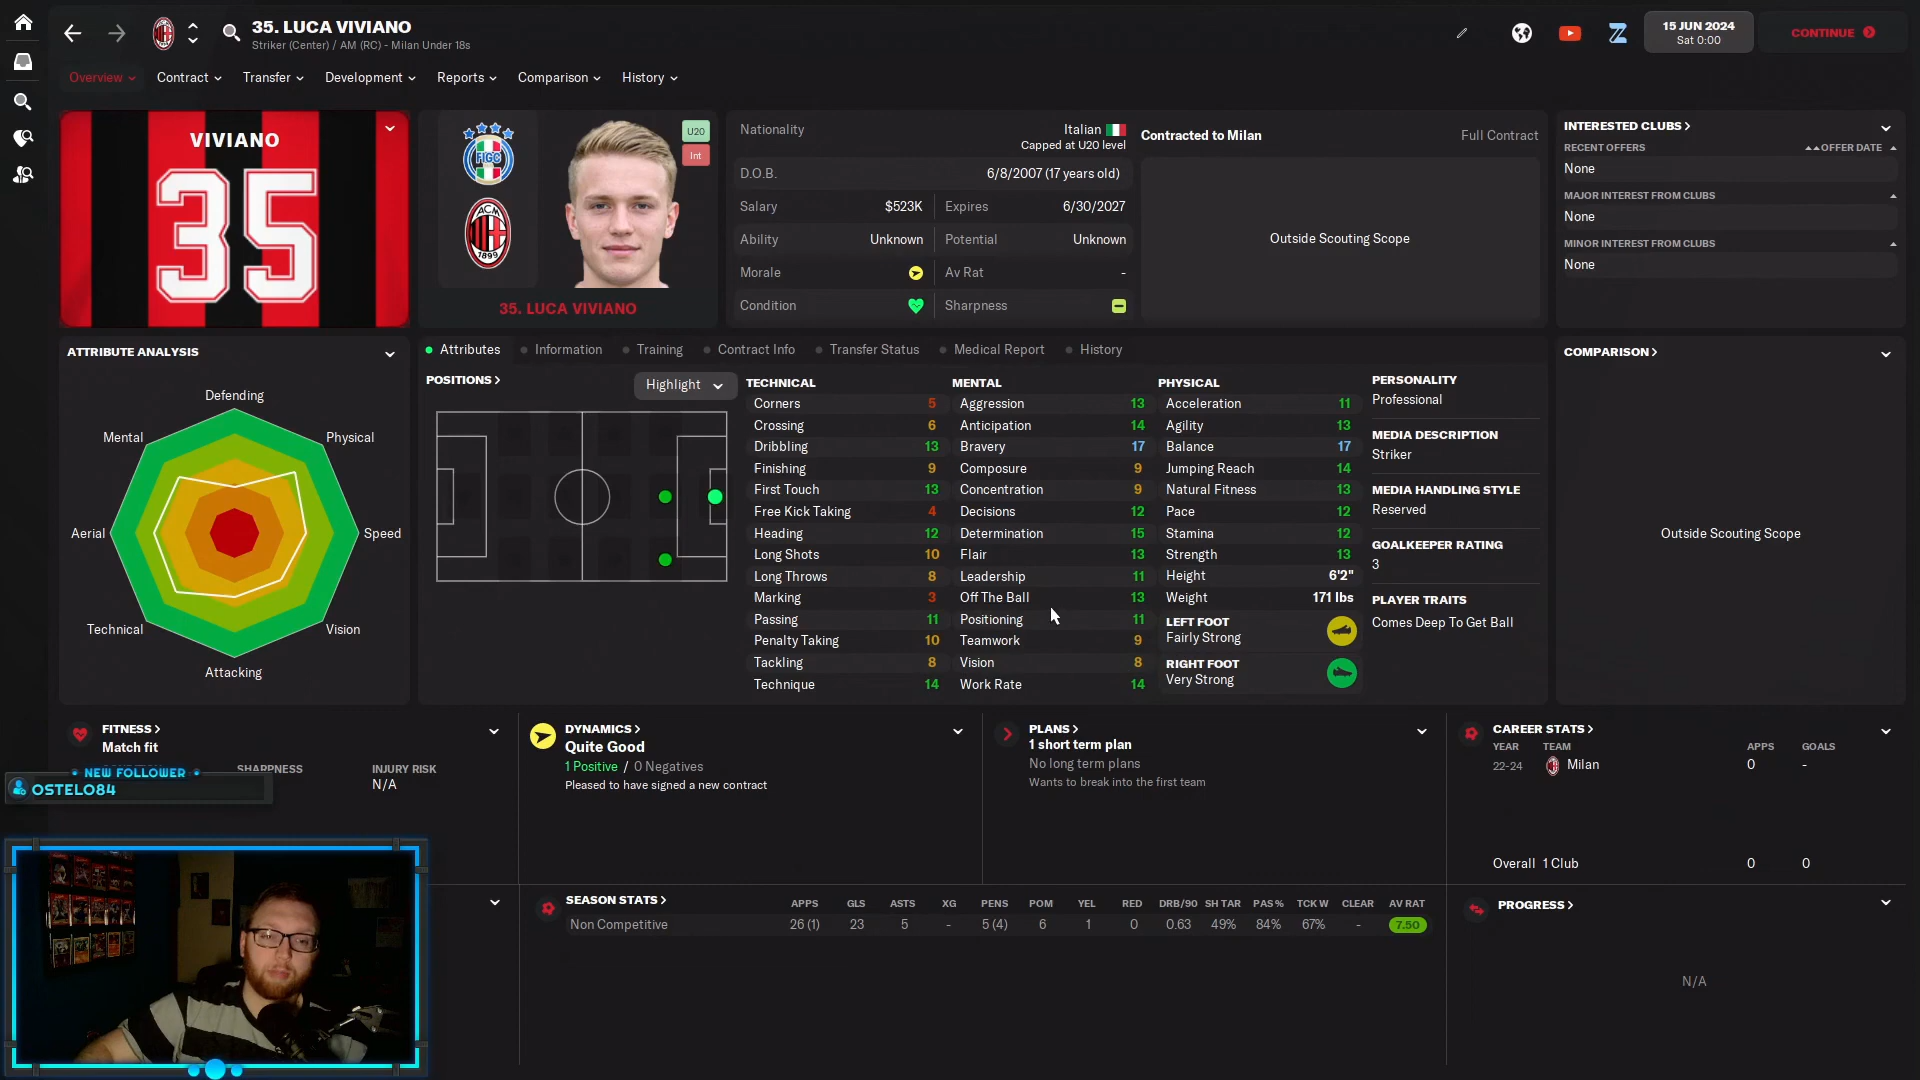 35. LUCA VIVIANO
Striker (Center) / AM (RC) - Milan Under 18s
15 JUN 2024
Sat 0:00
CONTINUE
Overview
Contract
Transfer
Development
Reports
Comparison
History
VIVIANO
35
FIGC
ACM
1899
U20
Int
35. LUCA VIVIANO
Nationality
Italian
Capped at U20 level
D.O.B.
6/8/2007 (17 years old)
Salary $523K Expires 6/30/2027
Ability Unknown Potential Unknown
Morale Av Rat -
Condition Sharpness
Contracted to Milan Full Contract
Outside Scouting Scope
INTERESTED CLUBS >
RECENT OFFERS OFFER DATE
None
MAJOR INTEREST FROM CLUBS
None
MINOR INTEREST FROM CLUBS
None
ATTRIBUTE ANALYSIS
Defending
Mental
Physical
Aerial
Speed
Technical
Vision
Attacking
Attributes
Information
Training
Contract Info
Transfer Status
Medical Report
History
POSITIONS >
Highlight
TECHNICAL
Corners 5
Crossing 6
Dribbling 13
Finishing 9
First Touch 13
Free Kick Taking 4
Heading 12
Long Shots 10
Long Throws 8
Marking 3
Passing 11
Penalty Taking 10
Tackling 8
Technique 14
MENTAL
Aggression 13
Anticipation 14
Bravery 17
Composure 9
Concentration 9
Decisions 12
Determination 15
Flair 13
Leadership 11
Off The Ball 13
Positioning 11
Teamwork 9
Vision 8
Work Rate 14
PHYSICAL
Acceleration 11
Agility 13
Balance 17
Jumping Reach 14
Natural Fitness 13
Pace 12
Stamina 12
Strength 13
Height 6'2"
Weight 171 lbs
LEFT FOOT
Fairly Strong
RIGHT FOOT
Very Strong
PERSONALITY
Professional
MEDIA DESCRIPTION
Striker
MEDIA HANDLING STYLE
Reserved
GOALKEEPER RATING
3
PLAYER TRAITS
Comes Deep To Get Ball
COMPARISON >
Outside Scouting Scope
FITNESS >
Match fit
SHARPNESS
INJURY RISK
N/A
NEW FOLLOWER
OSTELO84
DYNAMICS >
Quite Good
1 Positive / 0 Negatives
Pleased to have signed a new contract
PLANS >
1 short term plan
No long term plans
Wants to break into the first team
CAREER STATS >
YEAR TEAM APPS GOALS
22-24 Milan 0 -
Overall 1 Club 0 0
SEASON STATS > APPS GLS ASTS XG PENS POM YEL RED DRB/90 SH TAR PAS % TCK W CLEAR AV RAT
Non Competitive 26 (1) 23 5 - 5 (4) 6 1 0 0.63 49% 84% 67% - 7.50
PROGRESS >
N/A